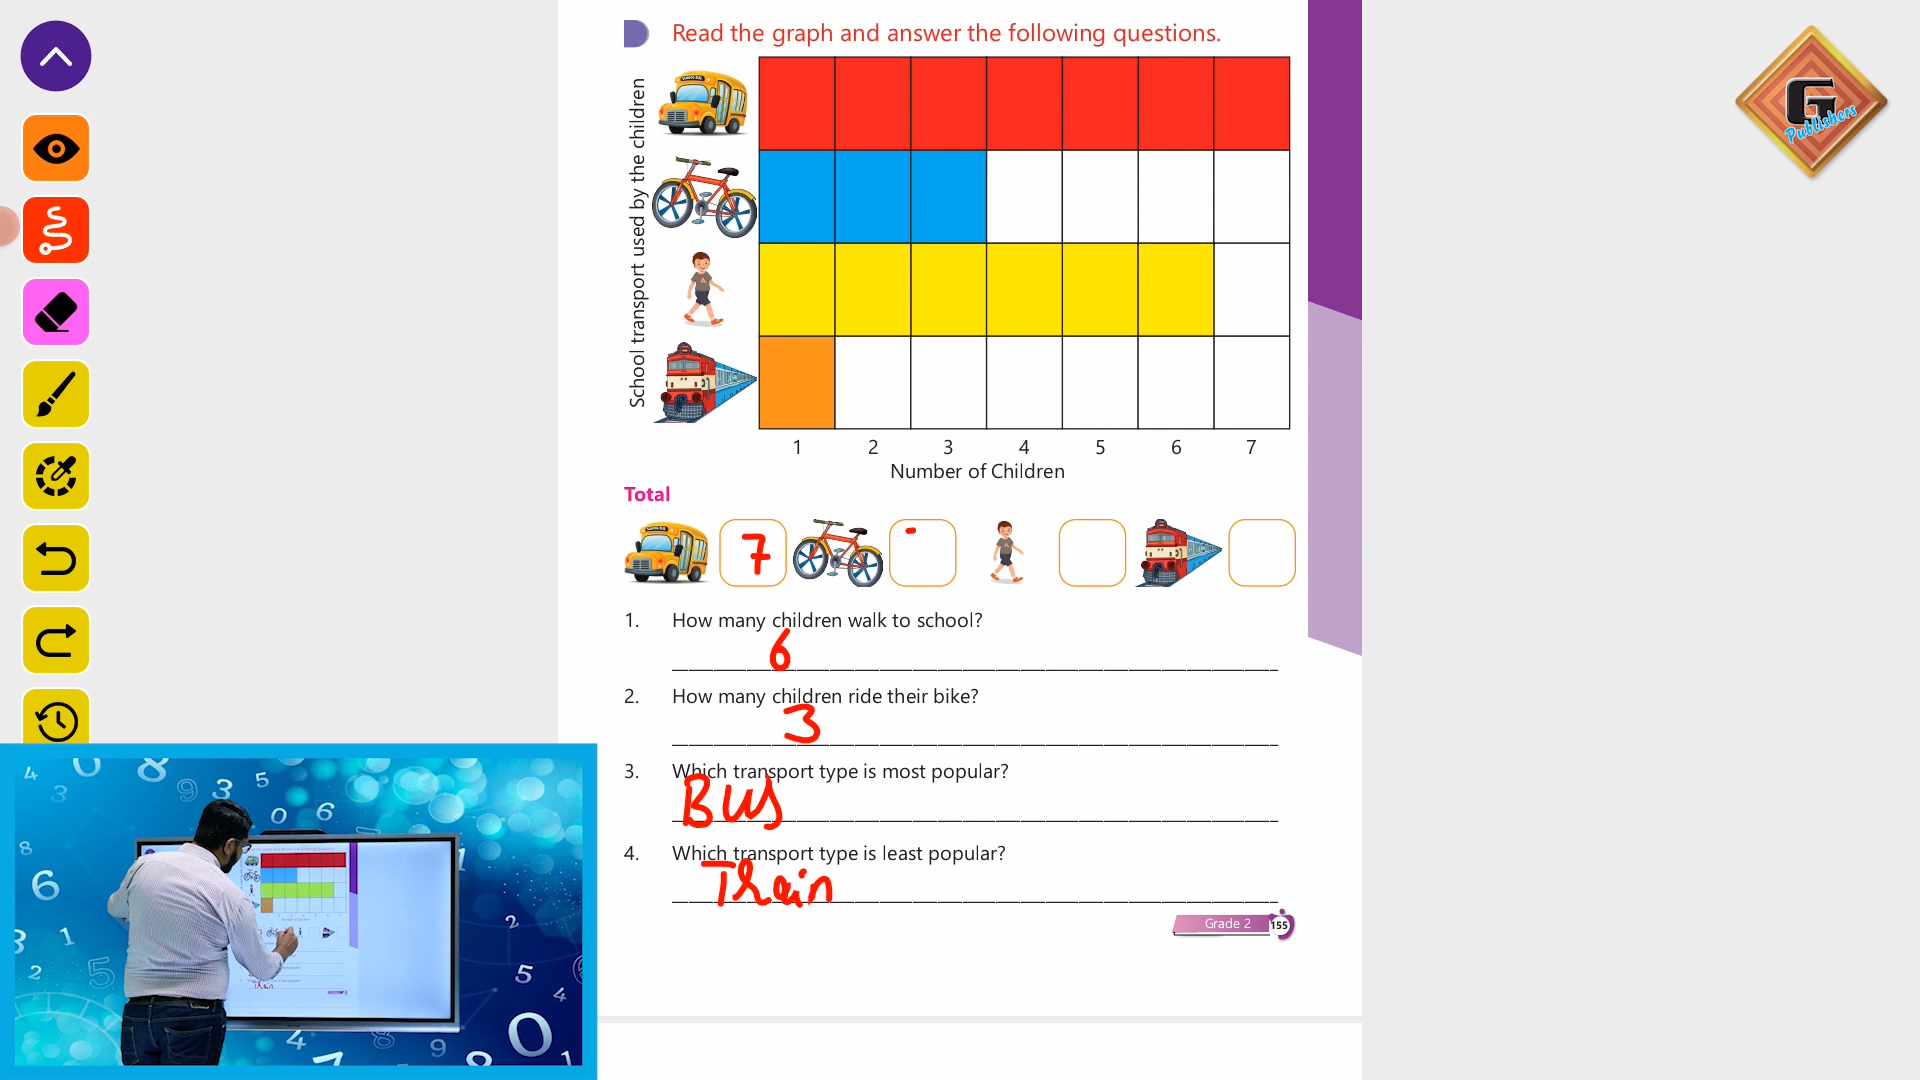 Read the graph and answer the following questions.
School transport used by the children
SCHOOL BUS
1 2 3 4 5 6 7
Number of Children
Total
7
1. How many children walk to school?
6
2. How many children ride their bike?
3
3. Which transport type is most popular?
Bus
4. Which transport type is least popular?
Train
Grade 2 155
G
Publishers